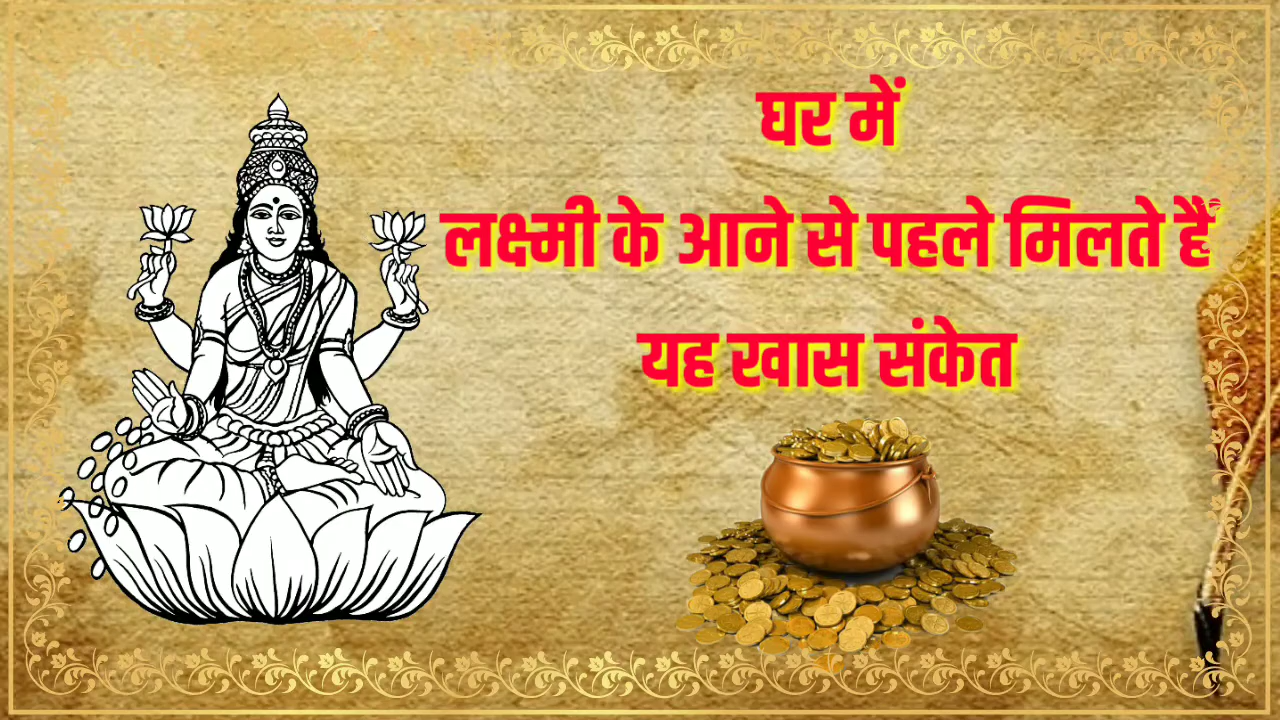 घर में
लक्ष्मी के आने से पहले मिलते हैं
यह खास संकेत